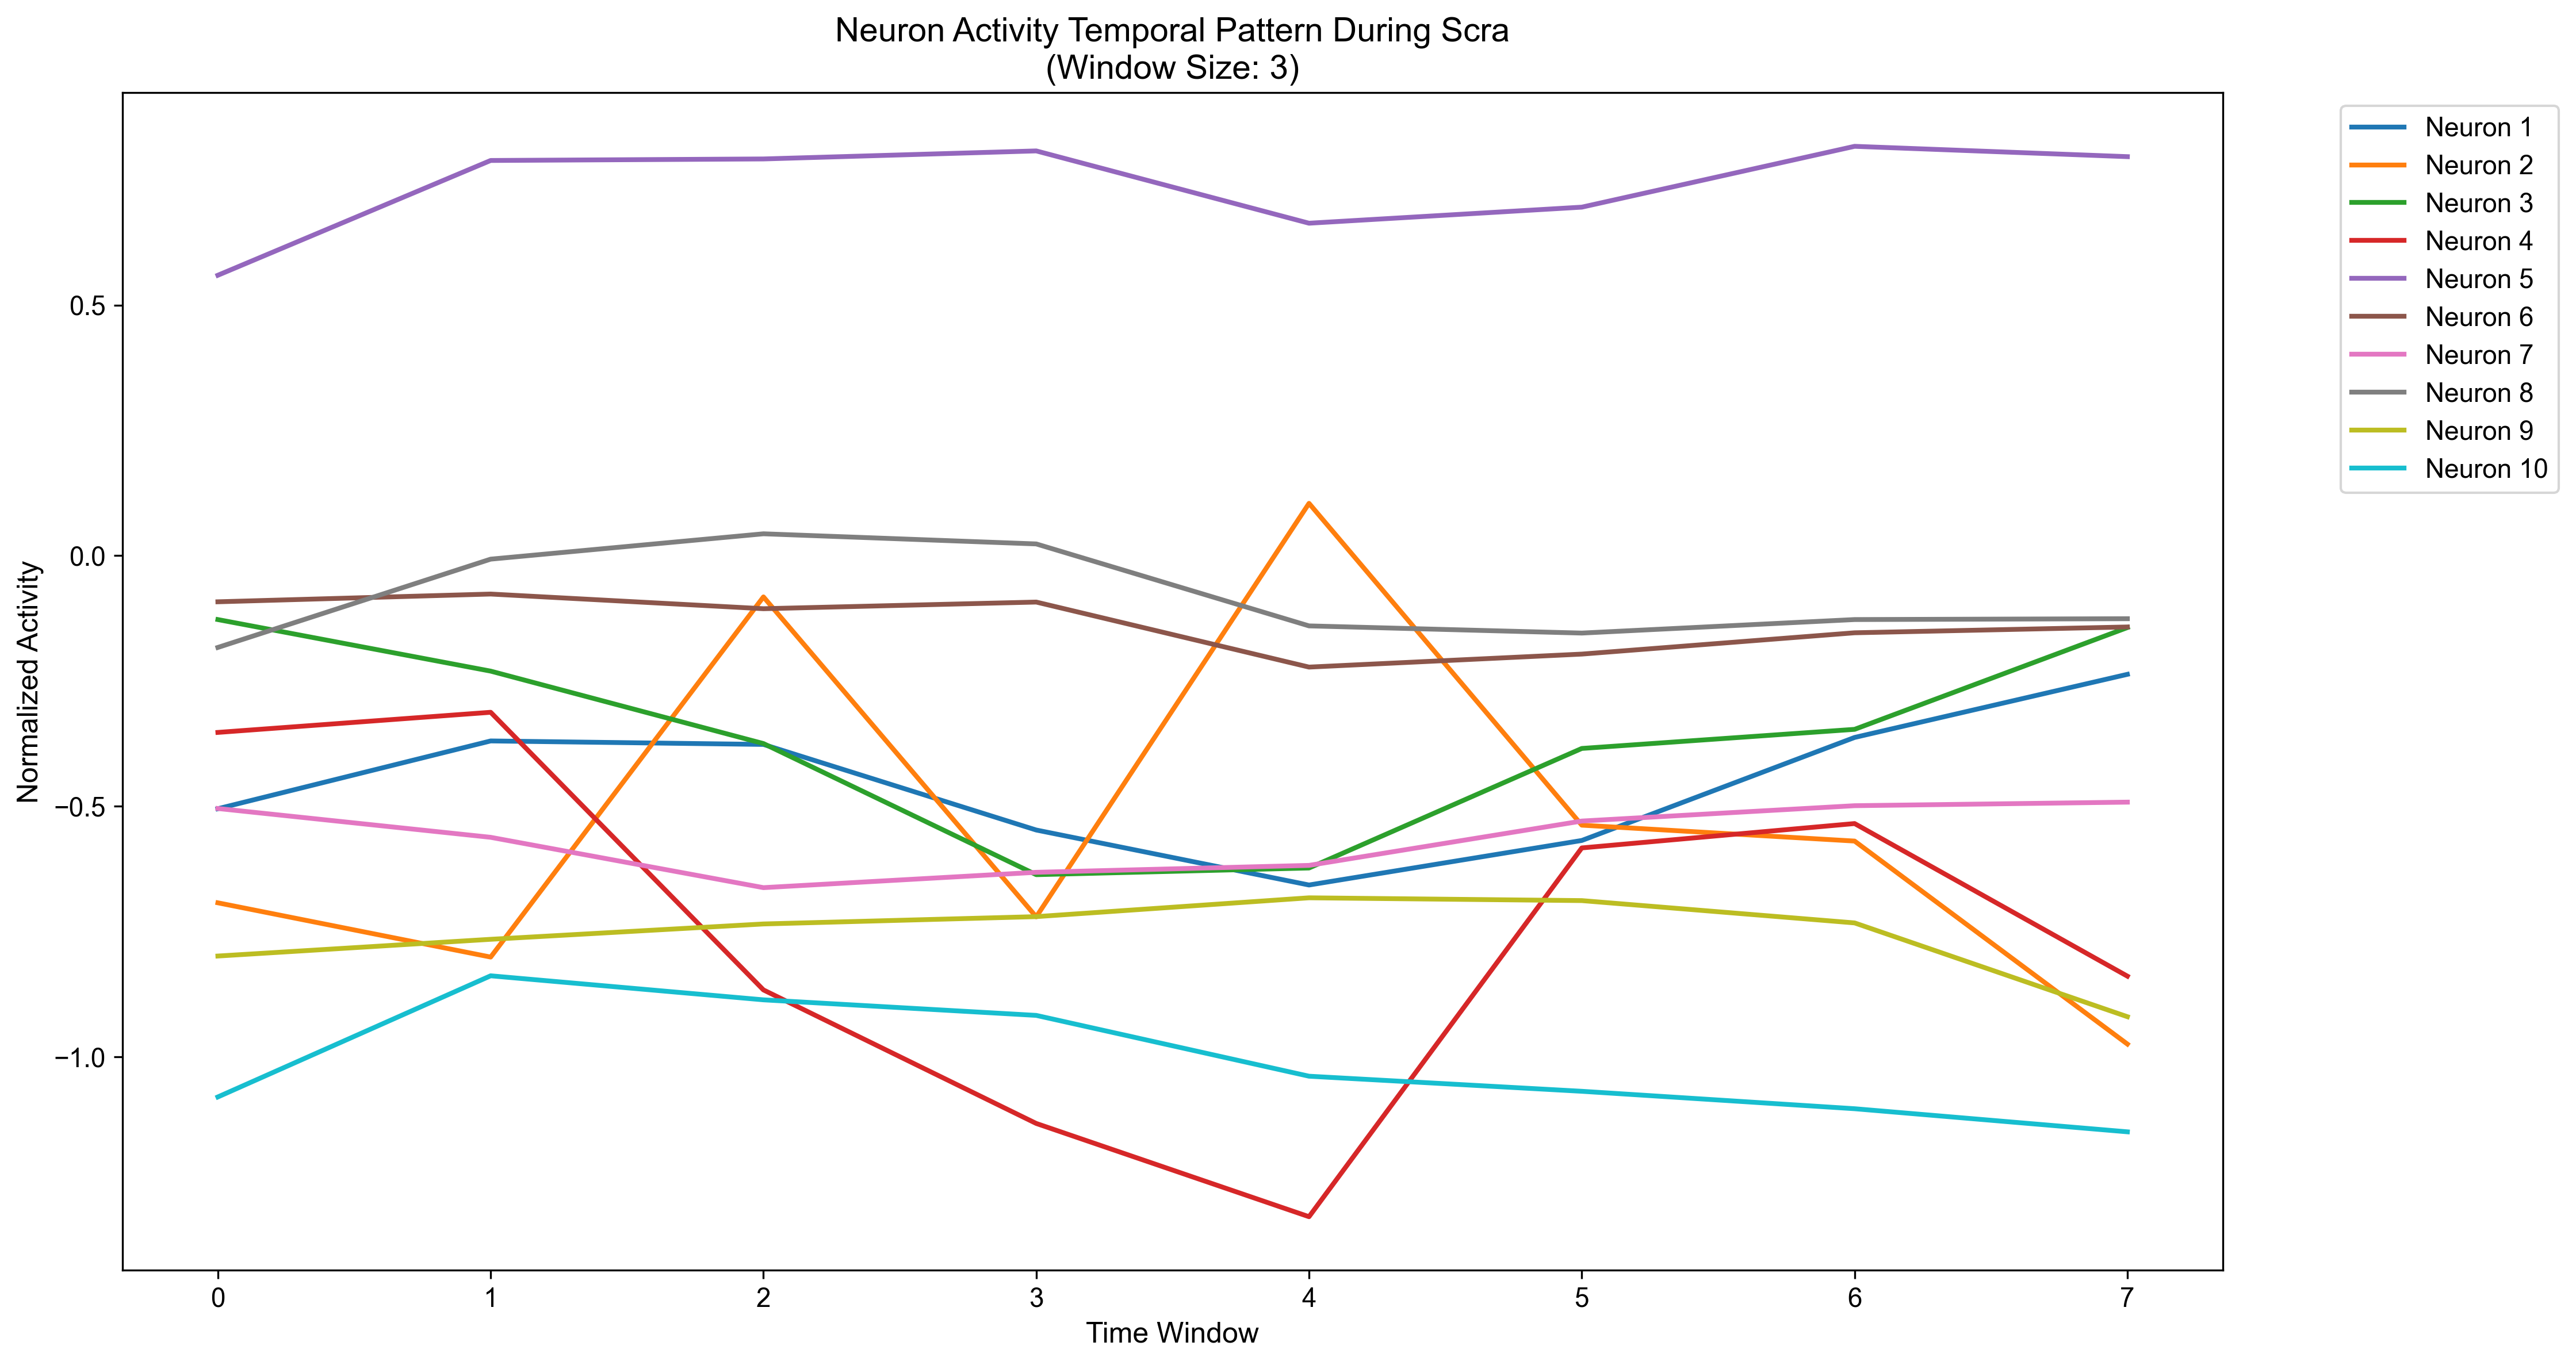 Neuron Activity Temporal Pattern During Scra
(Window Size: 3)
Normalized Activity
0.5
0.0
−0.5
−1.0
0
1
2
3
4
5
6
7
Time Window
Neuron 1
Neuron 2
Neuron 3
Neuron 4
Neuron 5
Neuron 6
Neuron 7
Neuron 8
Neuron 9
Neuron 10